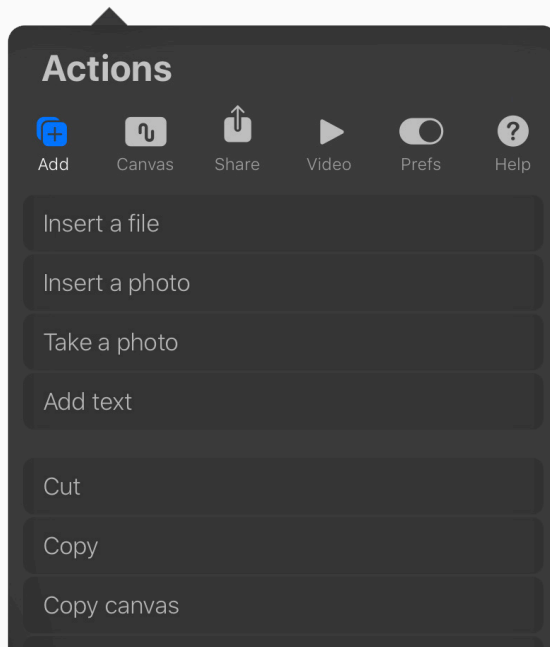 Actions
Add Canvas Share Video Prefs Help
Insert a file
Insert a photo
Take a photo
Add text
Cut
Copy
Copy canvas